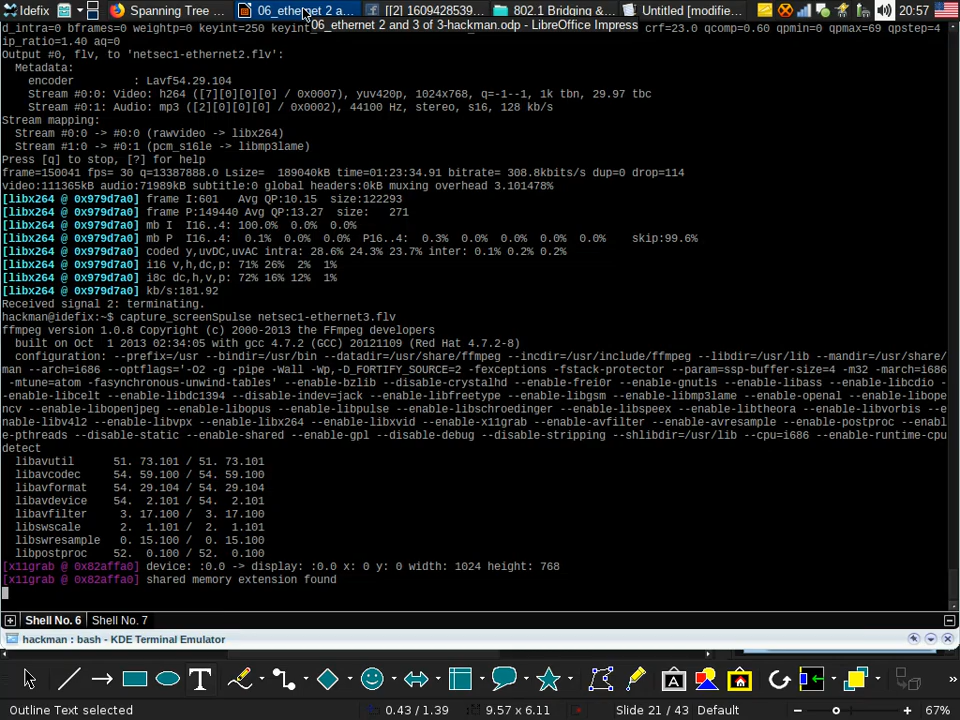 Idefix
Spanning Tree ...
06_ethernet 2 a...
[[2] 1609428539...
802.1 Bridging &...
Untitled [modifie...
20:57
06_ethernet 2 and 3 of 3-hackman.odp - LibreOffice Impress
d_intra=0 bframes=0 weightp=0 keyint=250 keyint_
crf=23.0 qcomp=0.60 qpmin=0 qpmax=69 qpstep=4
ip_ratio=1.40 aq=0
Output #0, flv, to 'netsec1-ethernet2.flv':
Metadata:
encoder : Lavf54.29.104
Stream #0:0: Video: h264 ([7][0][0][0] / 0x0007), yuv420p, 1024x768, q=-1--1, 1k tbn, 29.97 tbc
Stream #0:1: Audio: mp3 ([2][0][0][0] / 0x0002), 44100 Hz, stereo, s16, 128 kb/s
Stream mapping:
Stream #0:0 -> #0:0 (rawvideo -> libx264)
Stream #1:0 -> #0:1 (pcm_s16le -> libmp3lame)
Press [q] to stop, [?] for help
frame=150041 fps= 30 q=13387888.0 Lsize= 189040kB time=01:23:34.91 bitrate= 308.8kbits/s dup=0 drop=114
video:111365kB audio:71989kB subtitle:0 global headers:0kB muxing overhead 3.101478%
[libx264 @ 0x979d7a0] frame I:601 Avg QP:10.15 size:122293
[libx264 @ 0x979d7a0] frame P:149440 Avg QP:13.27 size: 271
[libx264 @ 0x979d7a0] mb I I16..4: 100.0% 0.0% 0.0%
[libx264 @ 0x979d7a0] mb P I16..4: 0.1% 0.0% 0.0% P16..4: 0.3% 0.0% 0.0% 0.0% 0.0% skip:99.6%
[libx264 @ 0x979d7a0] coded y,uvDC,uvAC intra: 28.6% 24.3% 23.7% inter: 0.1% 0.2% 0.2%
[libx264 @ 0x979d7a0] i16 v,h,dc,p: 71% 26% 2% 1%
[libx264 @ 0x979d7a0] i8c dc,h,v,p: 72% 16% 12% 1%
[libx264 @ 0x979d7a0] kb/s:181.92
Received signal 2: terminating.
hackman@idefix:~$ capture_screenSpulse netsec1-ethernet3.flv
ffmpeg version 1.0.8 Copyright (c) 2000-2013 the FFmpeg developers
built on Oct 1 2013 02:34:05 with gcc 4.7.2 (GCC) 20121109 (Red Hat 4.7.2-8)
configuration: --prefix=/usr --bindir=/usr/bin --datadir=/usr/share/ffmpeg --incdir=/usr/include/ffmpeg --libdir=/usr/lib --mandir=/usr/share/
man --arch=i686 --optflags='-O2 -g -pipe -Wall -Wp,-D_FORTIFY_SOURCE=2 -fexceptions -fstack-protector --param=ssp-buffer-size=4 -m32 -march=i686
-mtune=atom -fasynchronous-unwind-tables' --enable-bzlib --disable-crystalhd --enable-frei0r --enable-gnutls --enable-libass --enable-libcdio -
-enable-libcelt --enable-libdc1394 --disable-indev=jack --enable-libfreetype --enable-libgsm --enable-libmp3lame --enable-openal --enable-libope
ncv --enable-libopenjpeg --enable-libopus --enable-libpulse --enable-libschroedinger --enable-libspeex --enable-libtheora --enable-libvorbis --e
nable-libv4l2 --enable-libvpx --enable-libx264 --enable-libxvid --enable-x11grab --enable-avfilter --enable-avresample --enable-postproc --enabl
e-pthreads --disable-static --enable-shared --enable-gpl --disable-debug --disable-stripping --shlibdir=/usr/lib --cpu=i686 --enable-runtime-cpu
detect
libavutil 51. 73.101 / 51. 73.101
libavcodec 54. 59.100 / 54. 59.100
libavformat 54. 29.104 / 54. 29.104
libavdevice 54. 2.101 / 54. 2.101
libavfilter 3. 17.100 / 3. 17.100
libswscale 2. 1.101 / 2. 1.101
libswresample 0. 15.100 / 0. 15.100
libpostproc 52. 0.100 / 52. 0.100
[x11grab @ 0x82affa0] device: :0.0 -> display: :0.0 x: 0 y: 0 width: 1024 height: 768
[x11grab @ 0x82affa0] shared memory extension found
Shell No. 6
Shell No. 7
hackman : bash - KDE Terminal Emulator
Outline Text selected
0.43 / 1.39
9.57 x 6.11
Slide 21 / 43
Default
67%